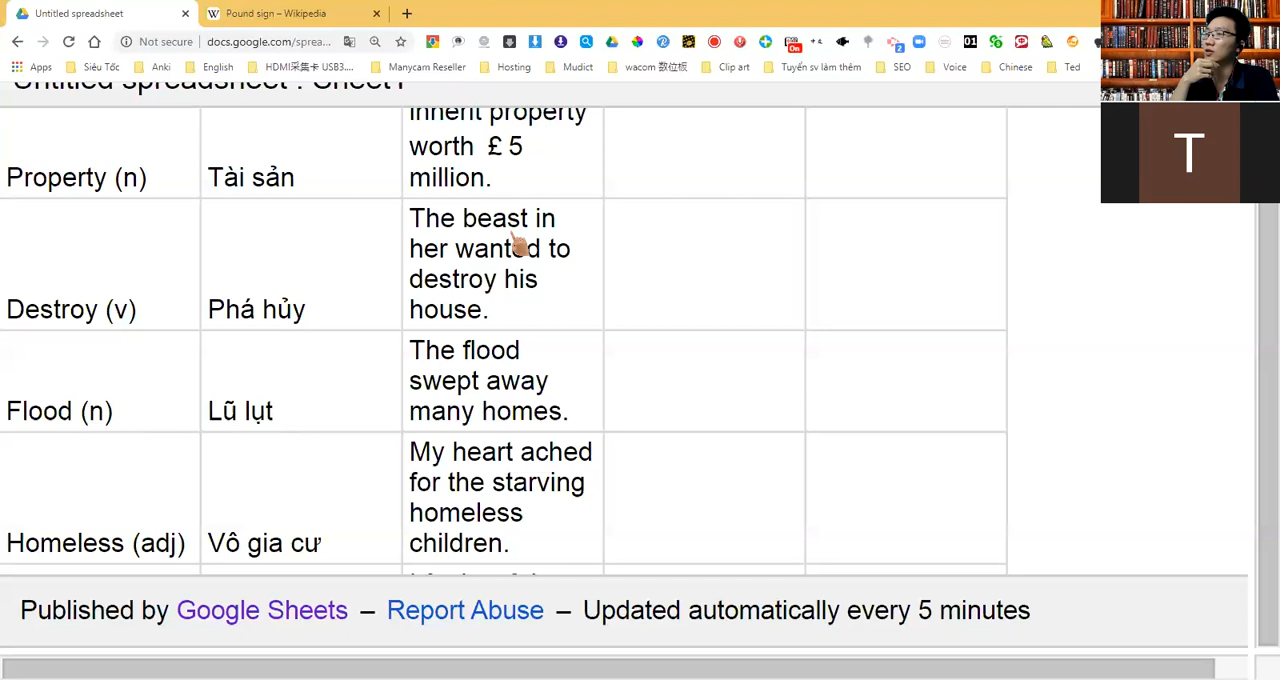 Untitled spreadsheet
Pound sign – Wikipedia
Not secure
docs.google.com/sprea...
Apps
Siêu Tốc
Anki
English
HDMI采集卡 USB3....
Manycam Reseller
Marketing
Mudict
wacom 数位板
Clip art
Tuyển sv làm thêm
SEO
Voice
Chinese
Ted
Untitled spreadsheet : Sheet1
inherit property
worth £ 5
million.
Property (n)
Tài sản
The beast in
her wanted to
destroy his
house.
Destroy (v)
Phá hủy
The flood
swept away
many homes.
Flood (n)
Lũ lụt
My heart ached
for the starving
homeless
children.
Homeless (adj)
Vô gia cư
Published by Google Sheets – Report Abuse – Updated automatically every 5 minutes
T